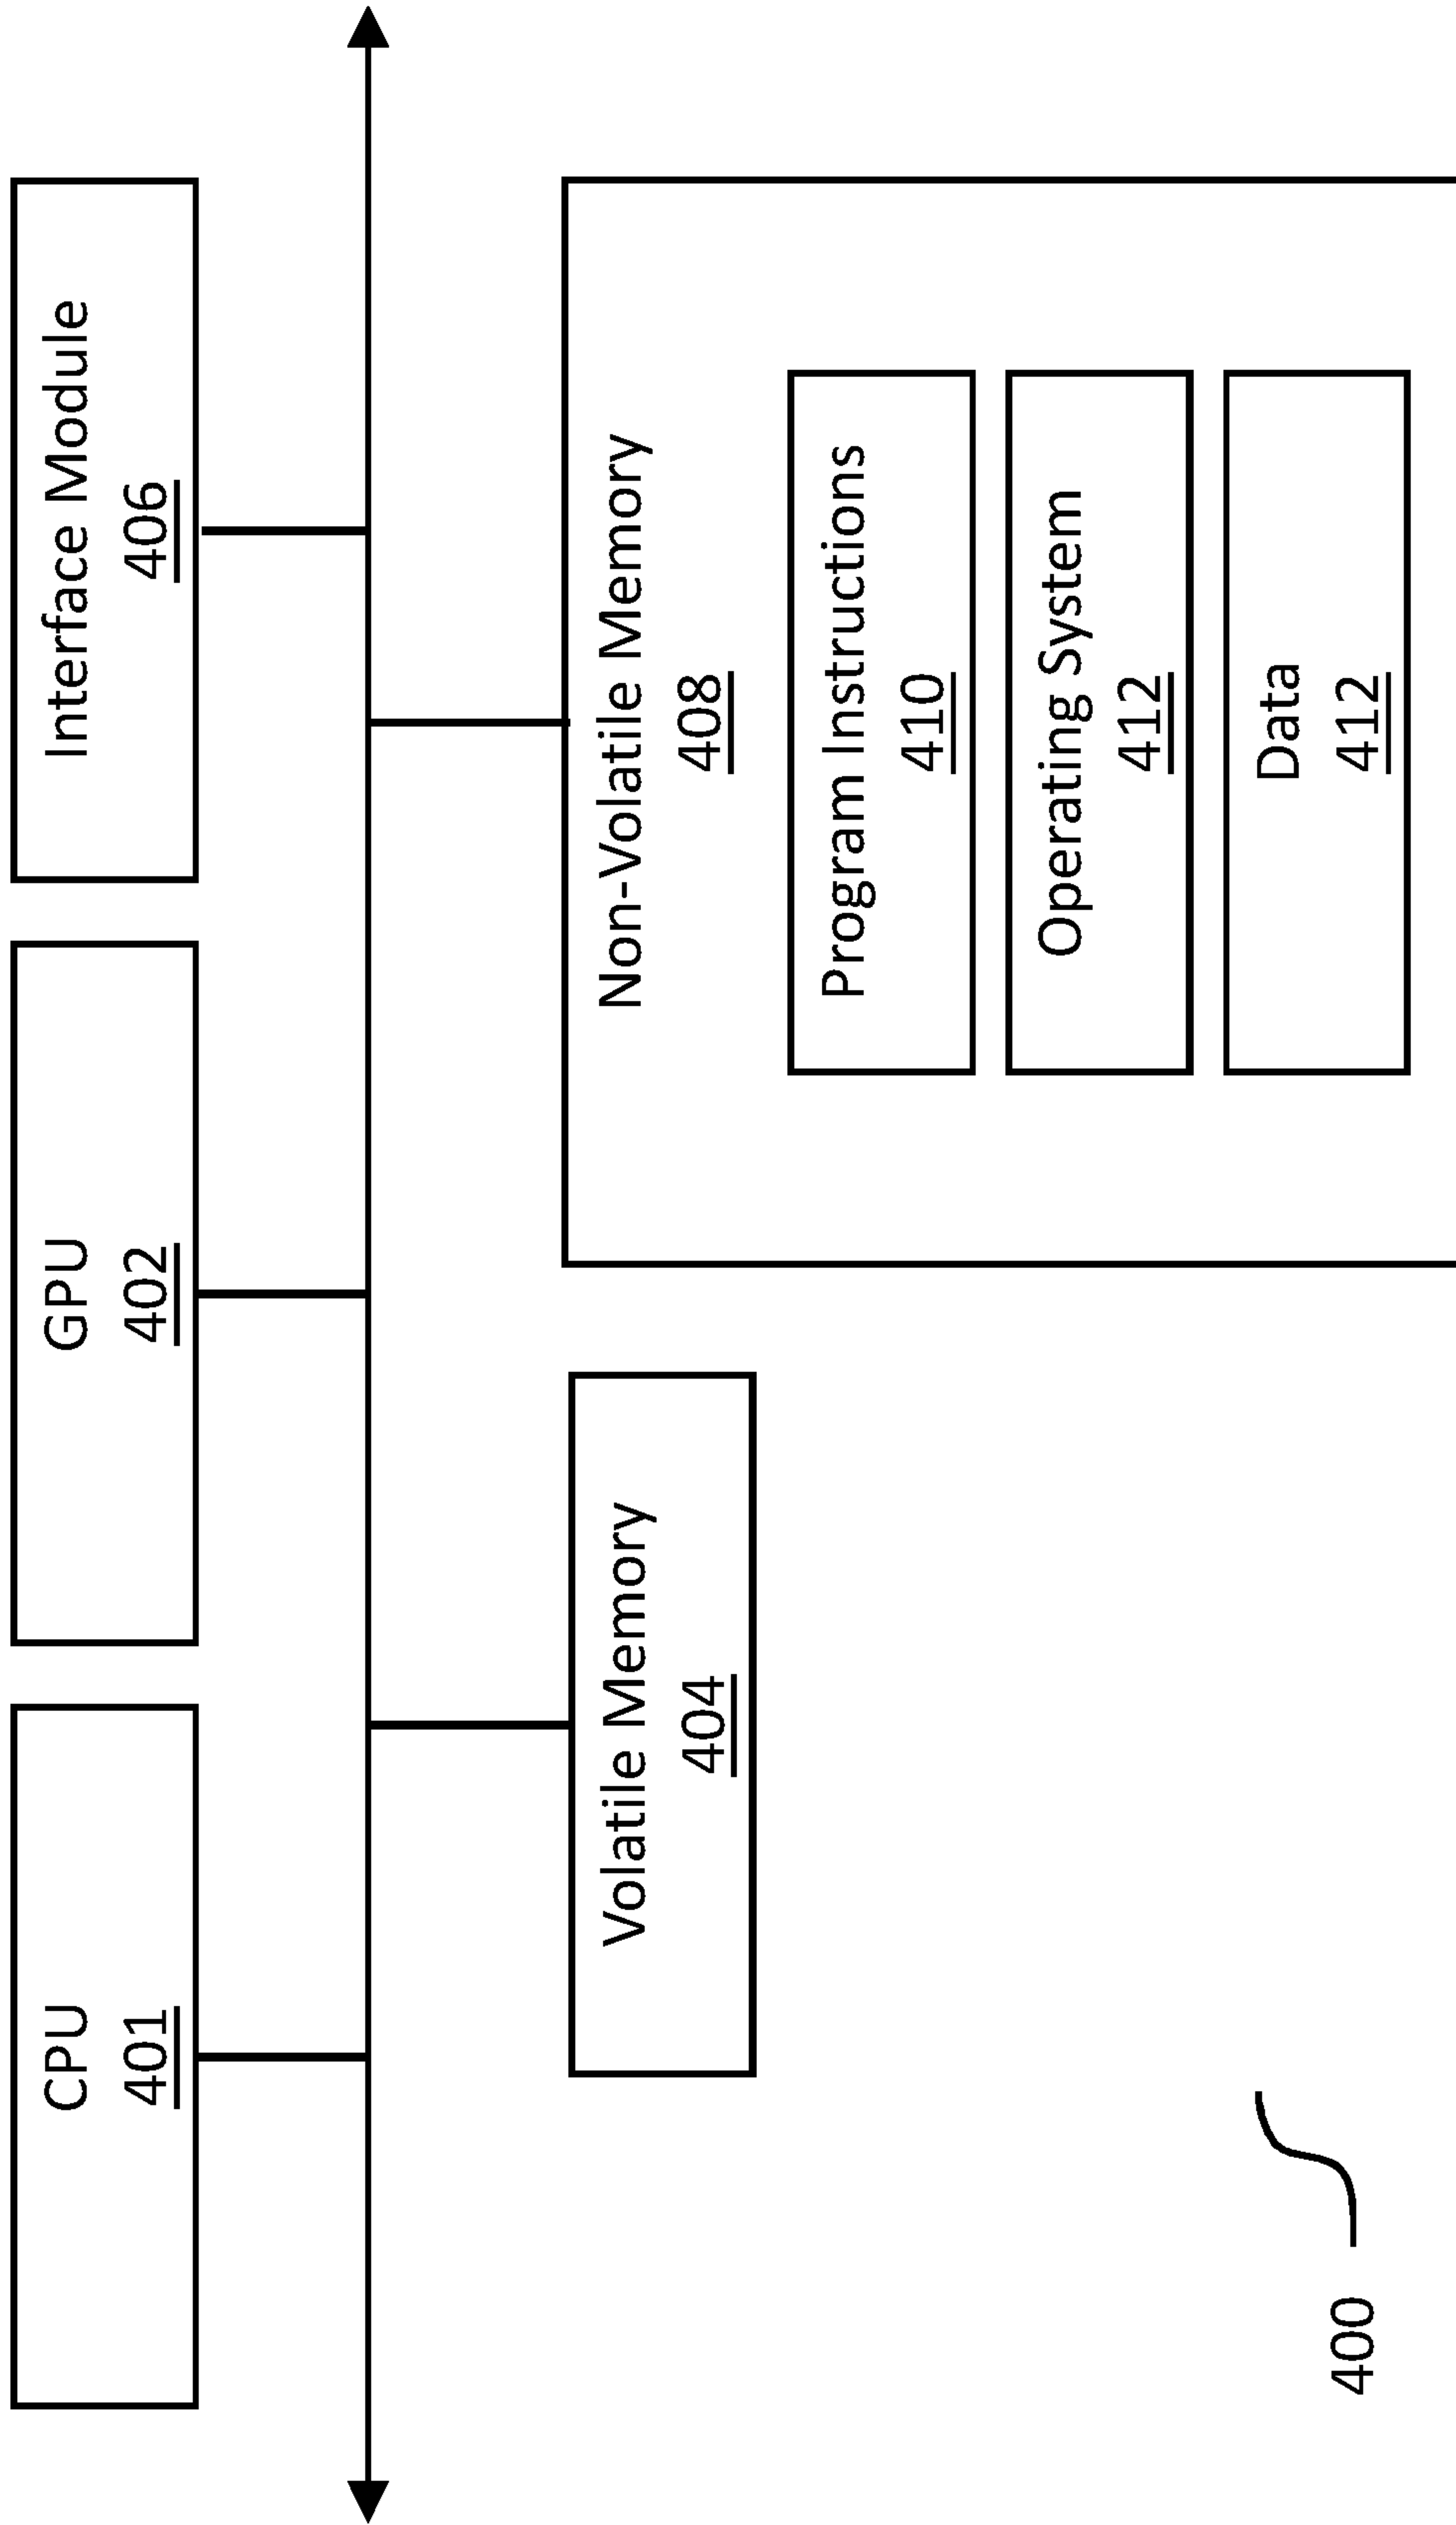 CPU
401
GPU
402
Interface Module
406
Volatile Memory
404
Non-Volatile Memory
408
Program Instructions
410
Operating System
412
Data
412
400